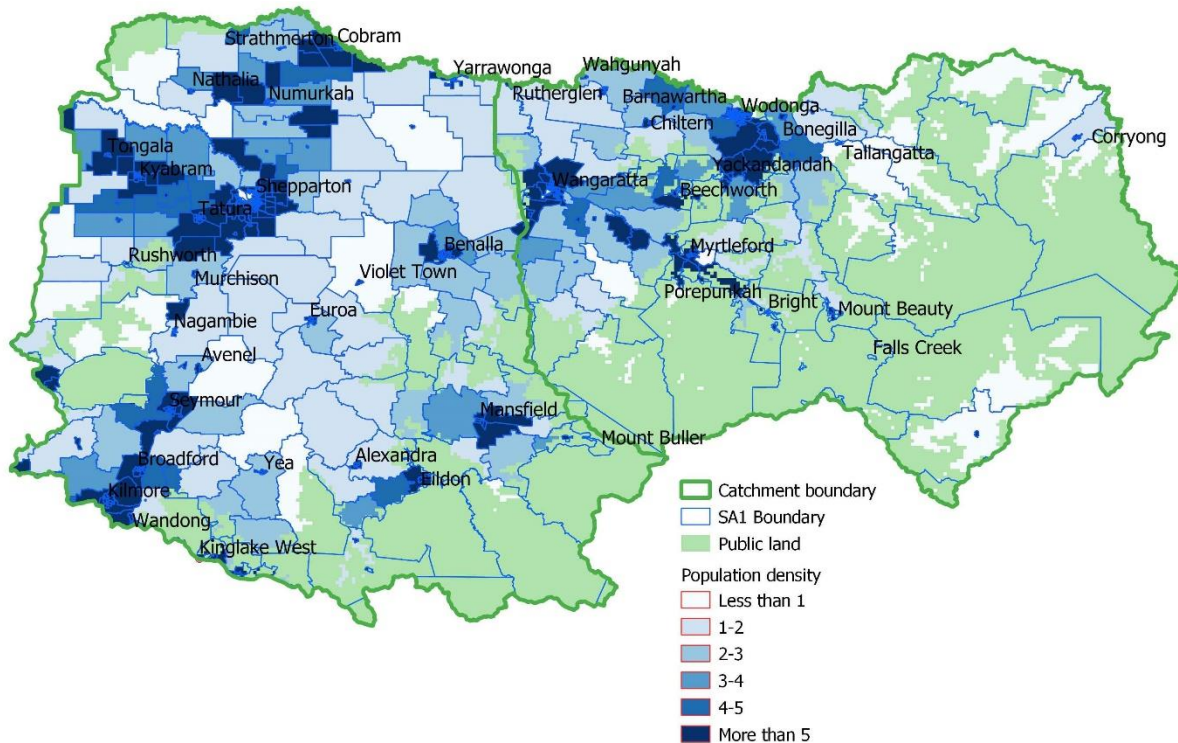 Strathmerton
Cobram
Yarrawonga
Wahgunyah
Nathalia
Numurkah
Rutherglen
Barnawartha
Wodonga
Chiltern
Bonegilla
Corryong
Tallangatta
Tongala
Kyabram
Yackandandah
Shepparton
Wangaratta
Beechworth
Tatura
Rushworth
Benalla
Myrtleford
Murchison
Violet Town
Porepunkah
Bright
Mount Beauty
Nagambie
Euroa
Avenel
Falls Creek
Seymour
Mansfield
Mount Buller
Broadford
Yea
Alexandra
Eildon
Kilmore
Wandong
Kinglake West
Catchment boundary
SA1 Boundary
Public land
Population density
Less than 1
1-2
2-3
3-4
4-5
More than 5